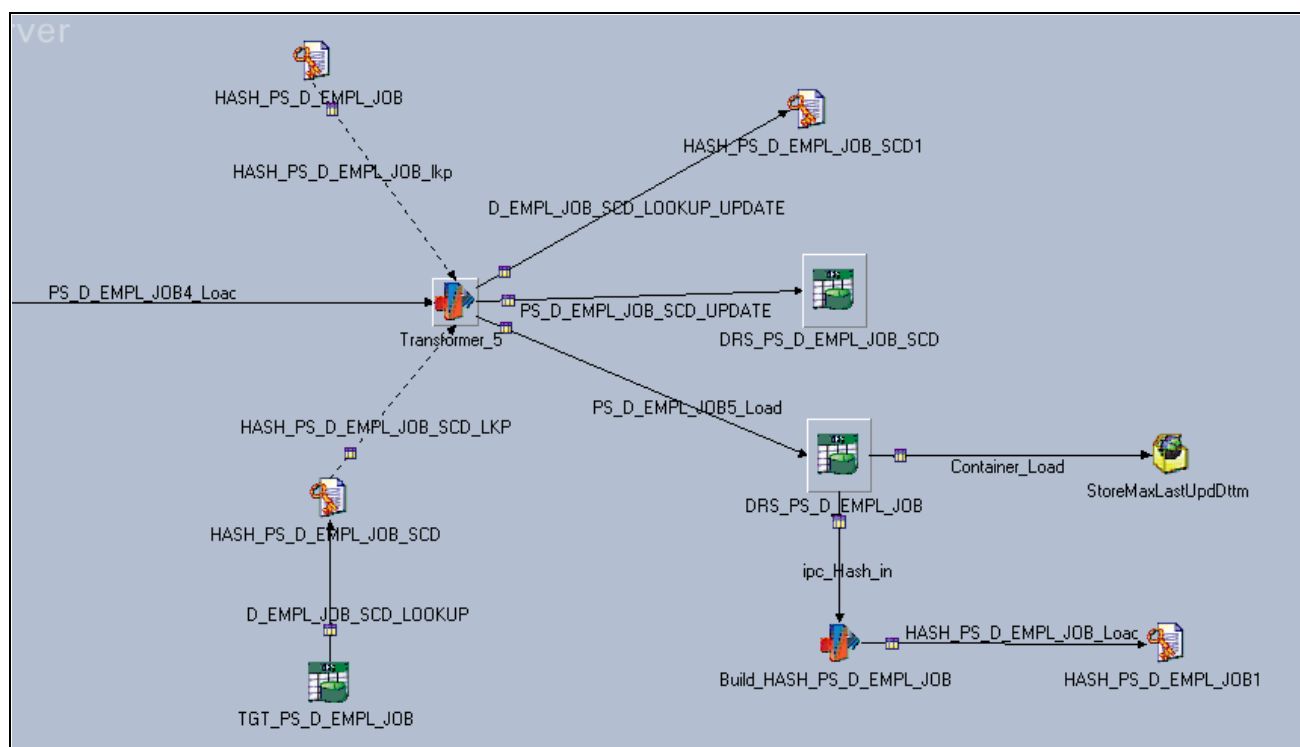 rver
HASH_PS_D_EMPL_JOB
HASH_PS_D_EMPL_JOB_SCD1
HASH_PS_D_EMPL_JOB_lkp
D_EMPL_JOB_SCD_LOOKUP_UPDATE
PS_D_EMPL_JOB4_Loac
PS_D_EMPL_JOB_SCD_UPDATE
Transformer_5
DRS_PS_D_EMPL_JOB_SCD
PS_D_EMPL_JOB5_Load
HASH_PS_D_EMPL_JOB_SCD_LKP
Container_Load
StoreMaxLastUpdDttm
DRS_PS_D_EMPL_JOB
HASH_PS_D_EMPL_JOB_SCD
ipc_Hash_in
D_EMPL_JOB_SCD_LOOKUP
HASH_PS_D_EMPL_JOB_Loac
Build_HASH_PS_D_EMPL_JOB
HASH_PS_D_EMPL_JOB1
TGT_PS_D_EMPL_JOB